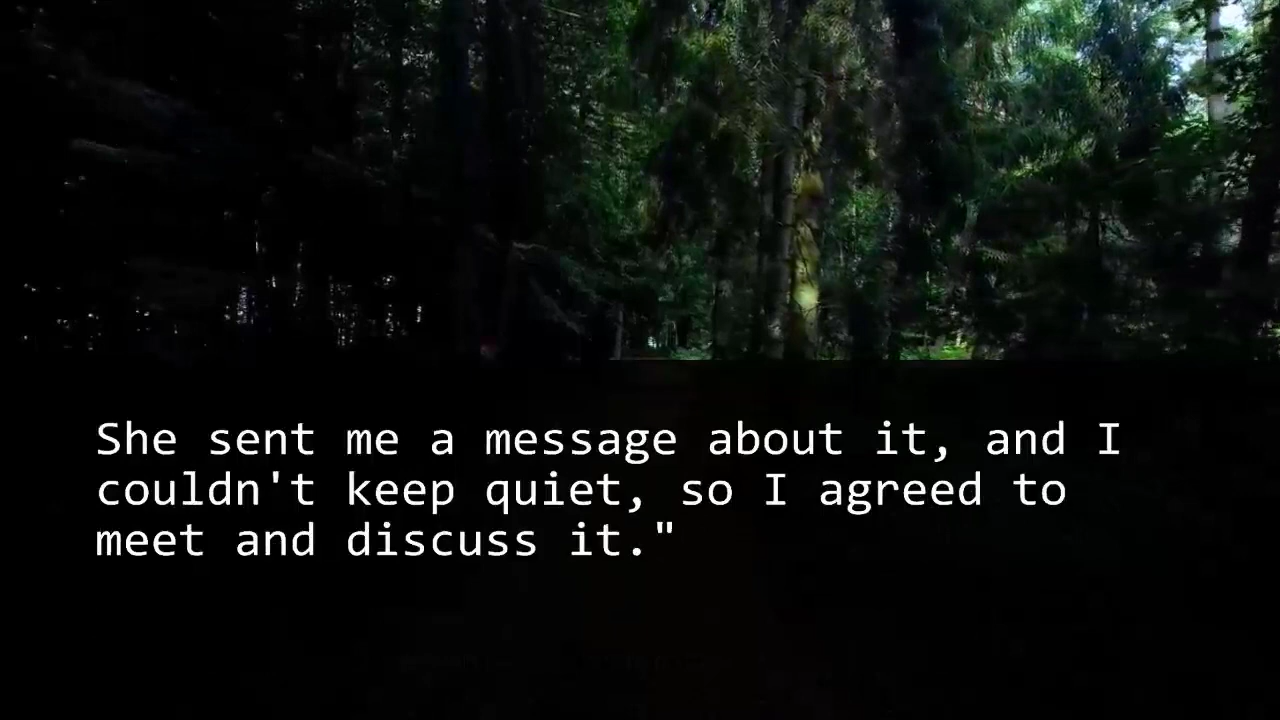 She sent me a message about it, and I
couldn't keep quiet, so I agreed to
meet and discuss it."